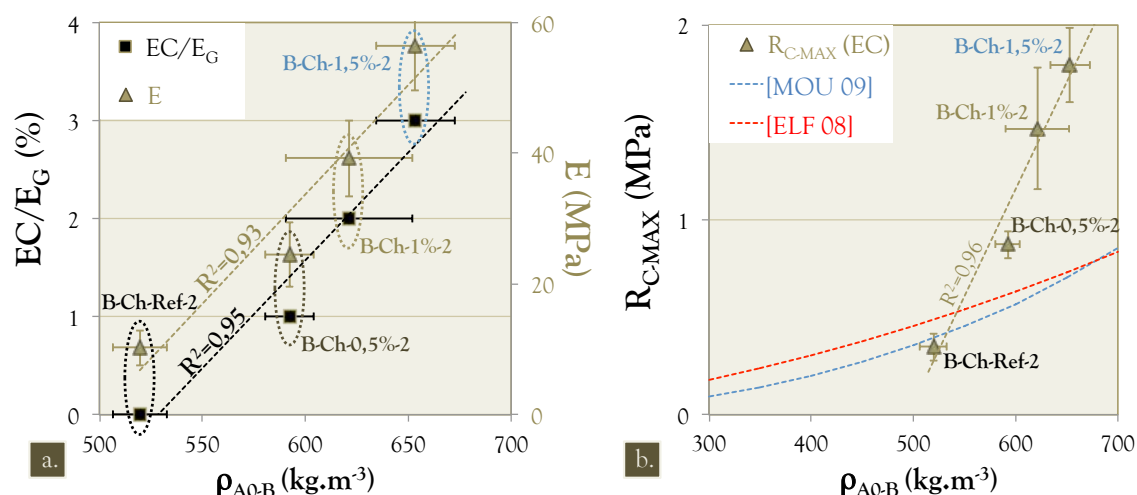 4
3
2
1
0
EC/E_G (%)
EC/E_G
E
B-Ch-1,5%-2
B-Ch-1%-2
B-Ch-0,5%-2
B-Ch-Ref-2
R²=0,93
R²=0,95
60
40
20
0
E (MPa)
500
550
600
650
700
ρ_A0-B (kg.m⁻³)
a.
2
1
0
R_C-MAX (MPa)
R_C-MAX (EC)
[MOU 09]
[ELF 08]
B-Ch-1,5%-2
B-Ch-1%-2
B-Ch-0,5%-2
R²=0,96
B-Ch-Ref-2
300
400
500
600
700
ρ_A0-B (kg.m⁻³)
b.